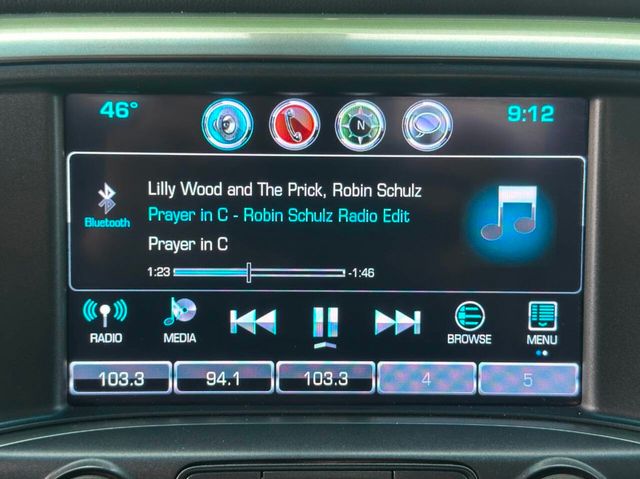 46°
N
9:12
Lilly Wood and The Prick, Robin Schulz
Bluetooth
Prayer in C - Robin Schulz Radio Edit
Prayer in C
1:23 -1:46
RADIO MEDIA BROWSE MENU
103.3 94.1 103.3 4 5